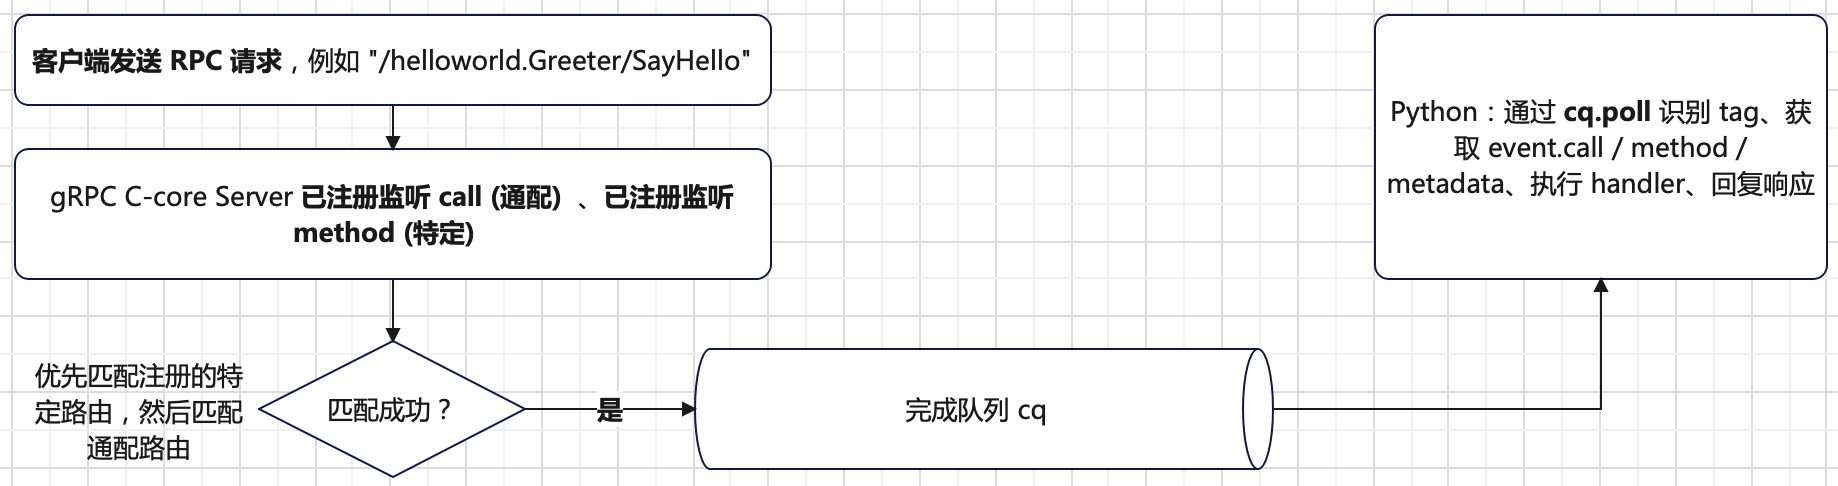 客户端发送 RPC 请求，例如 "/helloworld.Greeter/SayHello"
gRPC C-core Server 已注册监听 call (通配) 、已注册监听
method (特定)
优先匹配注册的特
定路由，然后匹配
通配路由
匹配成功？
是
完成队列 cq
Python：通过 cq.poll 识别 tag、获
取 event.call / method /
metadata、执行 handler、回复响应